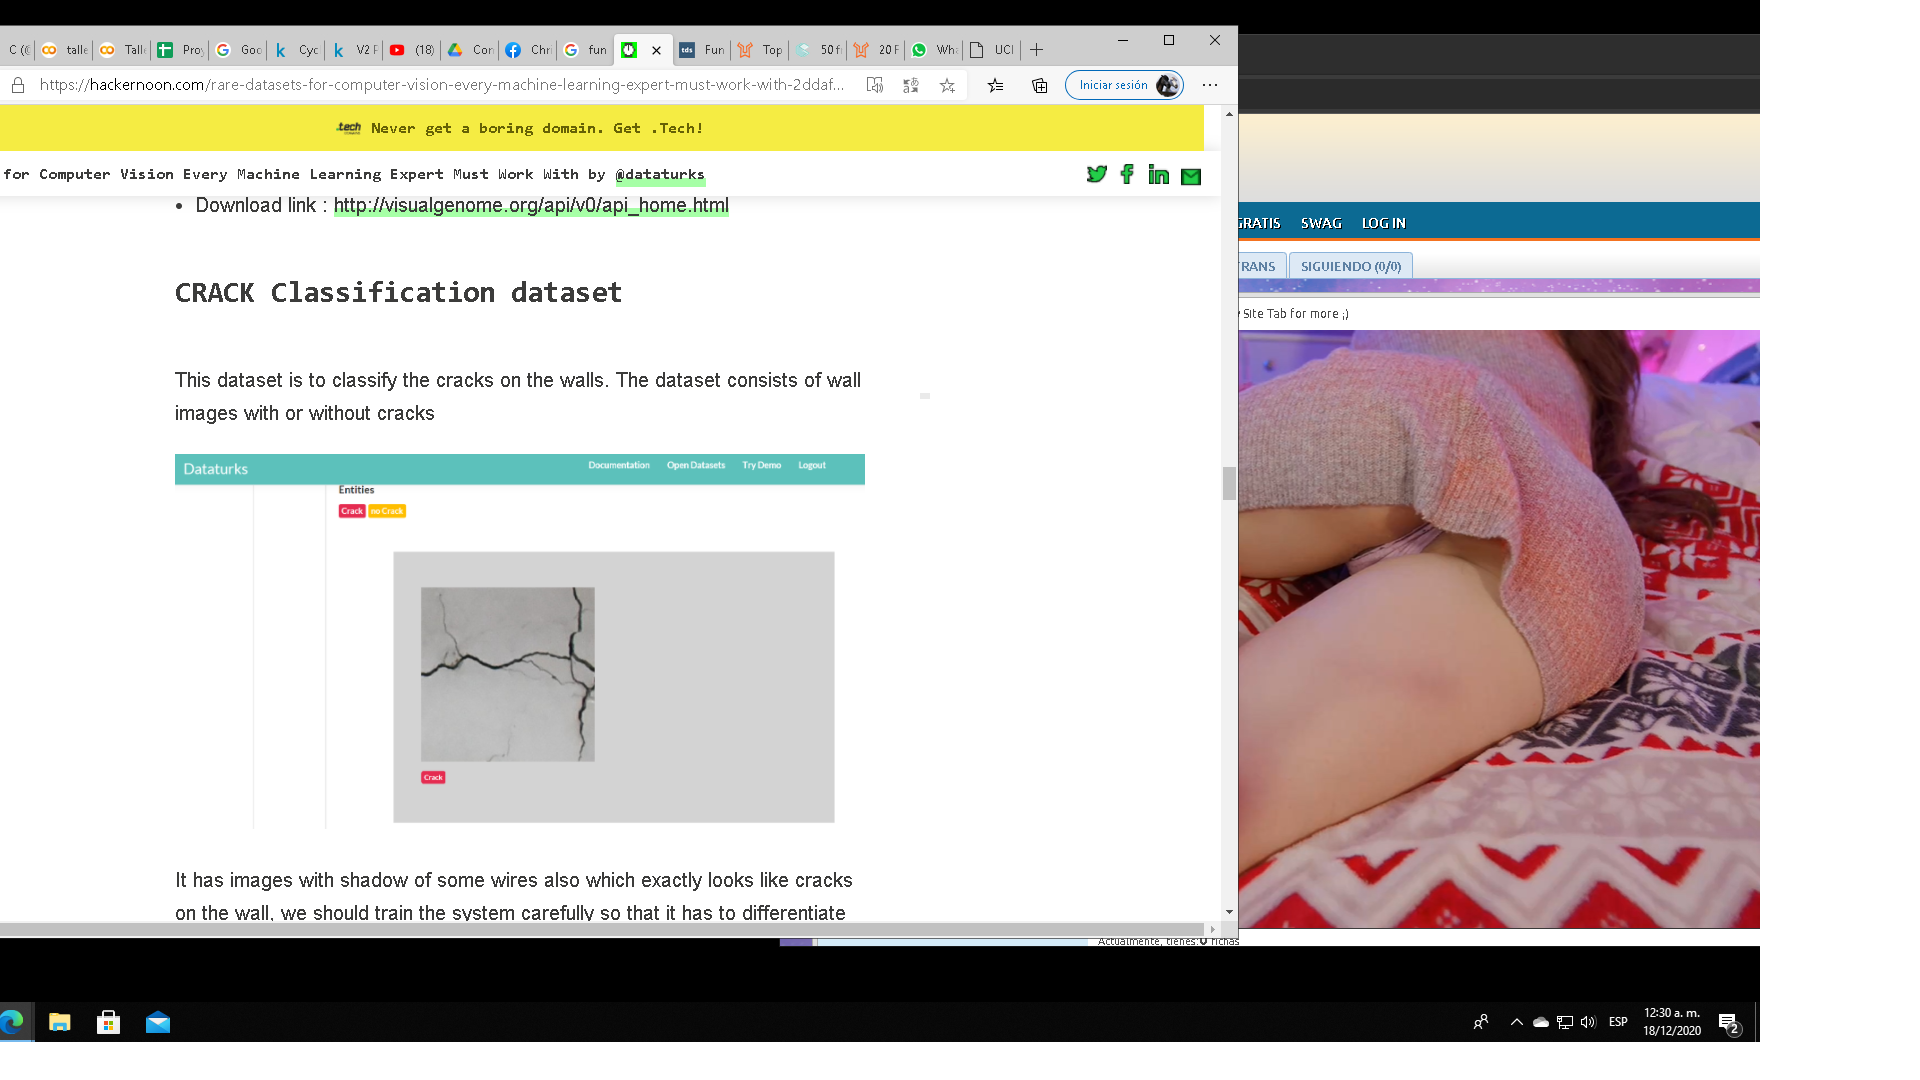 C (@
talle
Talle
Pro
Goo
Cyc
V2 F
(18)
Con
Chri
fun
Fun
Top
50 f
20 F
Wha
UCI
https://hackernoon.com/rare-datasets-for-computer-vision-every-machine-learning-expert-must-work-with-2ddaf...
Iniciar sesión
.tech Never get a boring domain. Get .Tech!
for Computer Vision Every Machine Learning Expert Must Work With by @dataturks
• Download link : http://visualgenome.org/api/v0/api_home.html
CRACK Classification dataset
This dataset is to classify the cracks on the walls. The dataset consists of wall
images with or without cracks
Dataturks
Documentation Open Datasets Try Demo Logout
Entities
Crack no Crack
Crack
It has images with shadow of some wires also which exactly looks like cracks
on the wall, we should train the system carefully so that it has to differentiate
GRATIS SWAG LOG IN
TRANS SIGUIENDO (0/0)
Site Tab for more ;)
Actualmente, tienes: 0 fichas
ESP
12:30 a. m.
18/12/2020
2